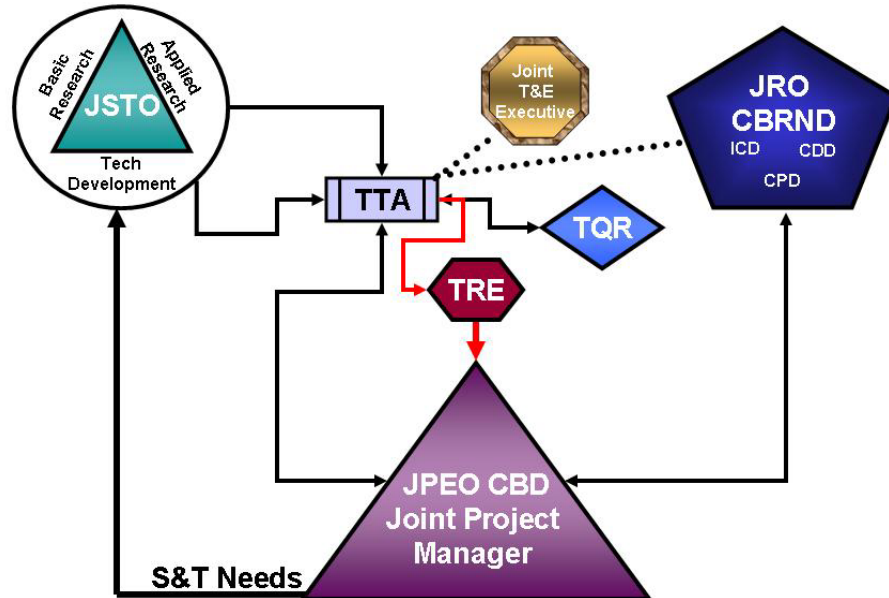 Basic
Research
Applied
Research
JSTO
Tech
Development
Joint
T&E
Executive
JRO
CBRND
ICD
CDD
CPD
TTA
TQR
TRE
JPEO CBD
Joint Project
Manager
S&T Needs